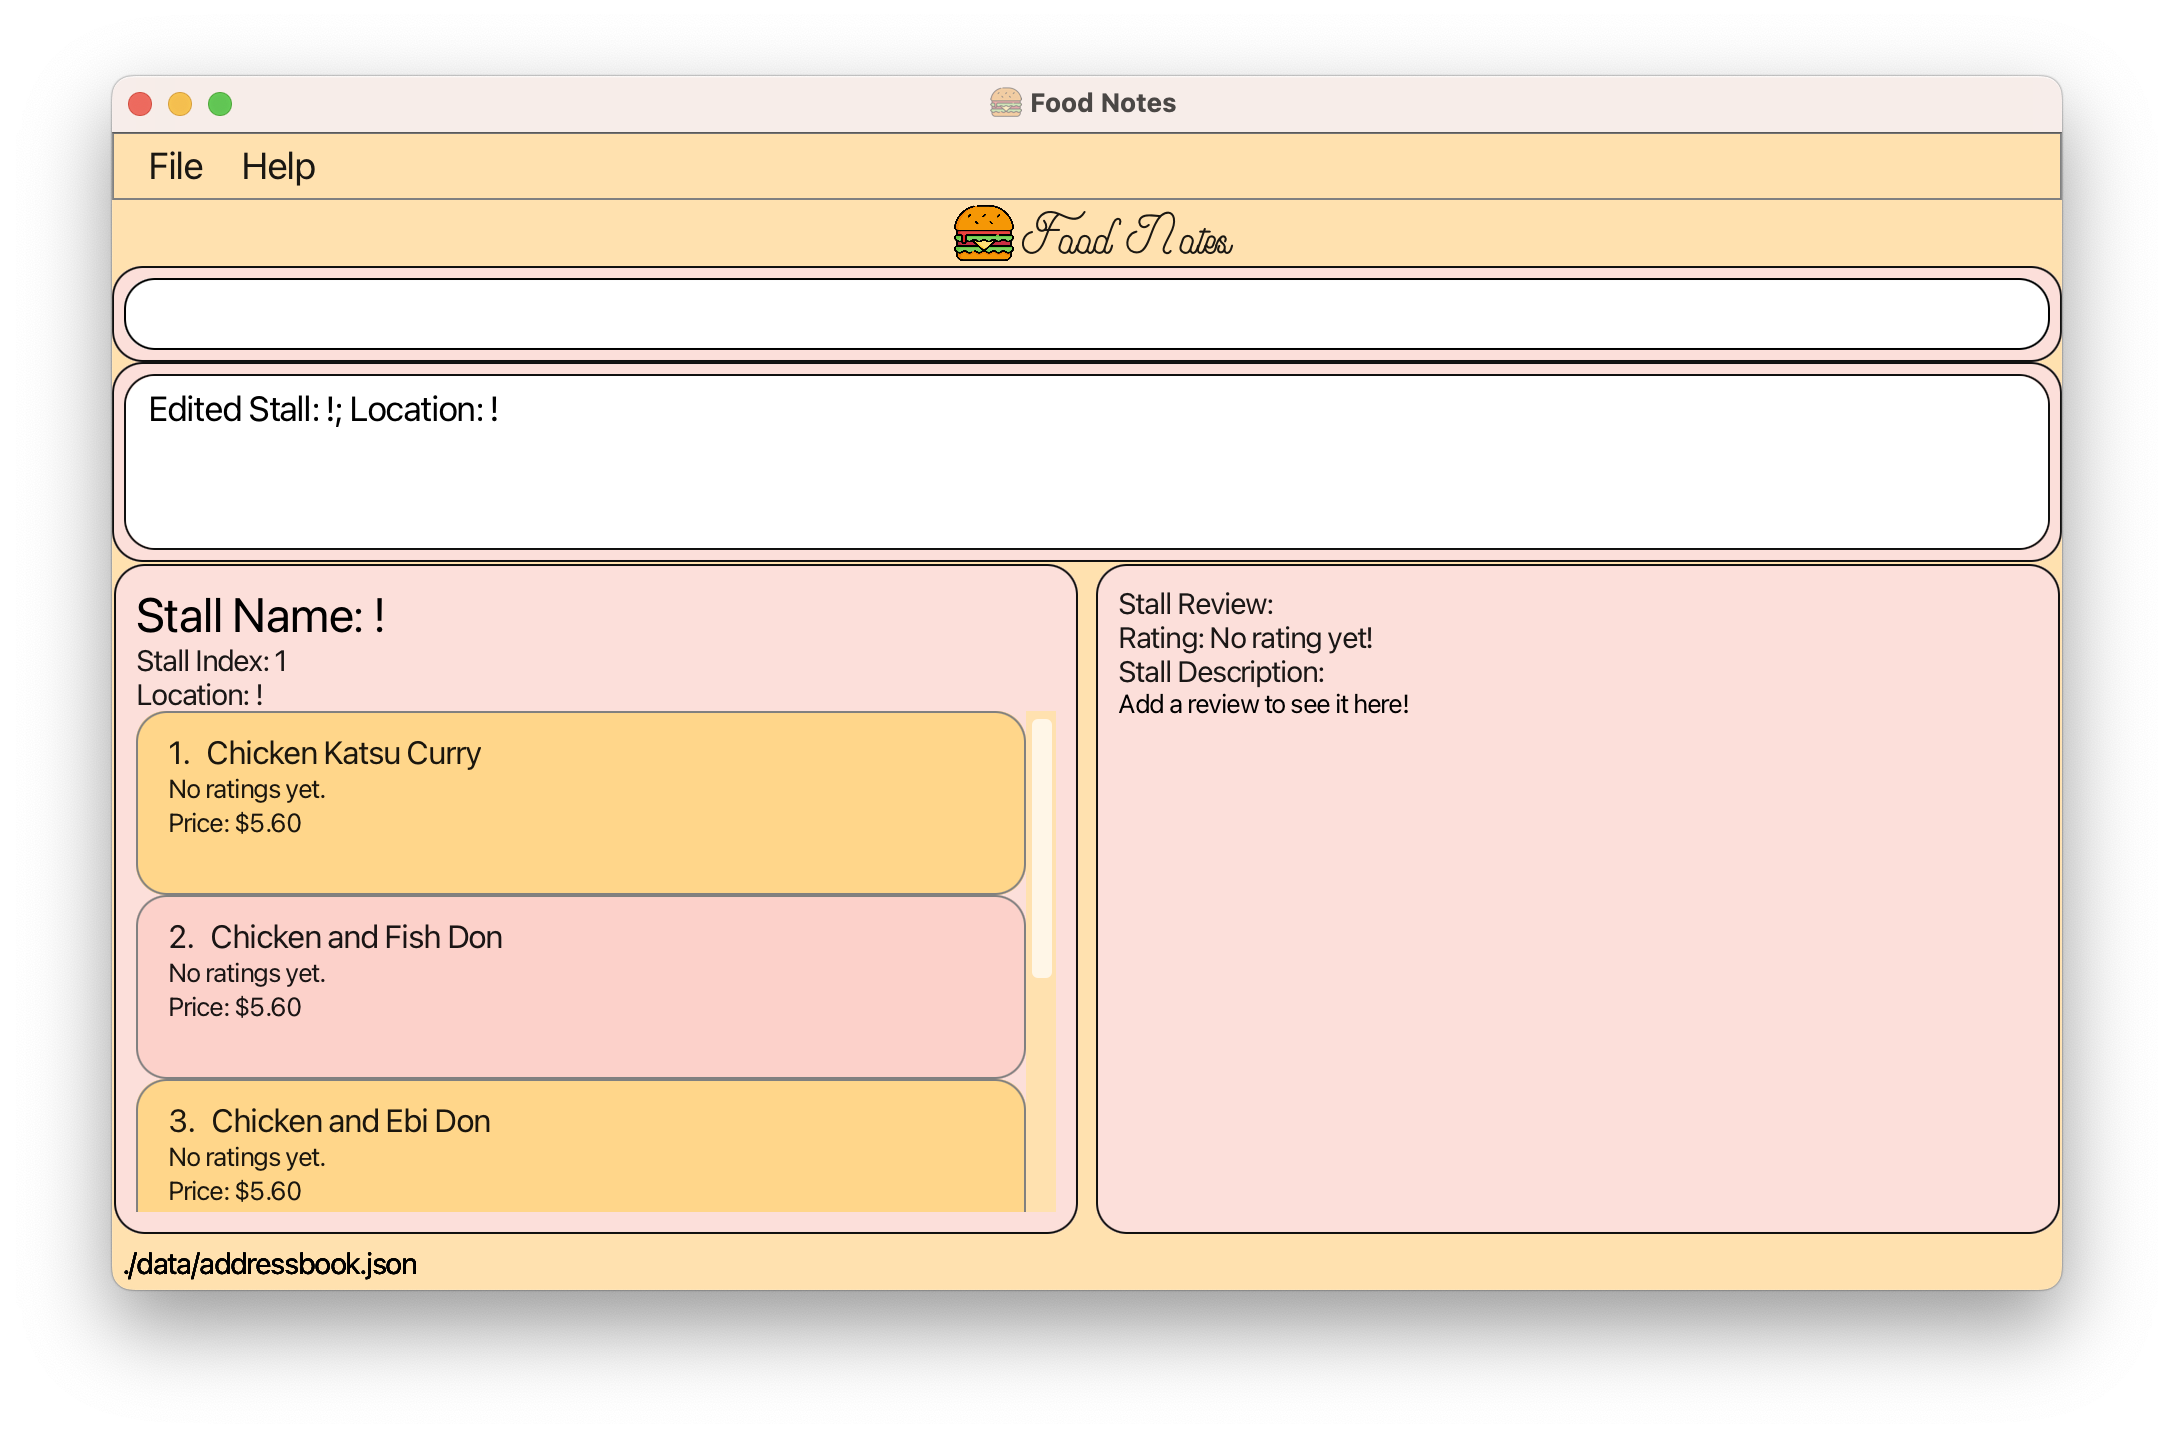 Food Notes
File Help
Food Notes
Edited Stall: !; Location: !
Stall Name: !
Stall Index: 1
Location: !
1. Chicken Katsu Curry
No ratings yet.
Price: $5.60
2. Chicken and Fish Don
No ratings yet.
Price: $5.60
3. Chicken and Ebi Don
No ratings yet.
Price: $5.60
Stall Review:
Rating: No rating yet!
Stall Description:
Add a review to see it here!
./data/addressbook.json